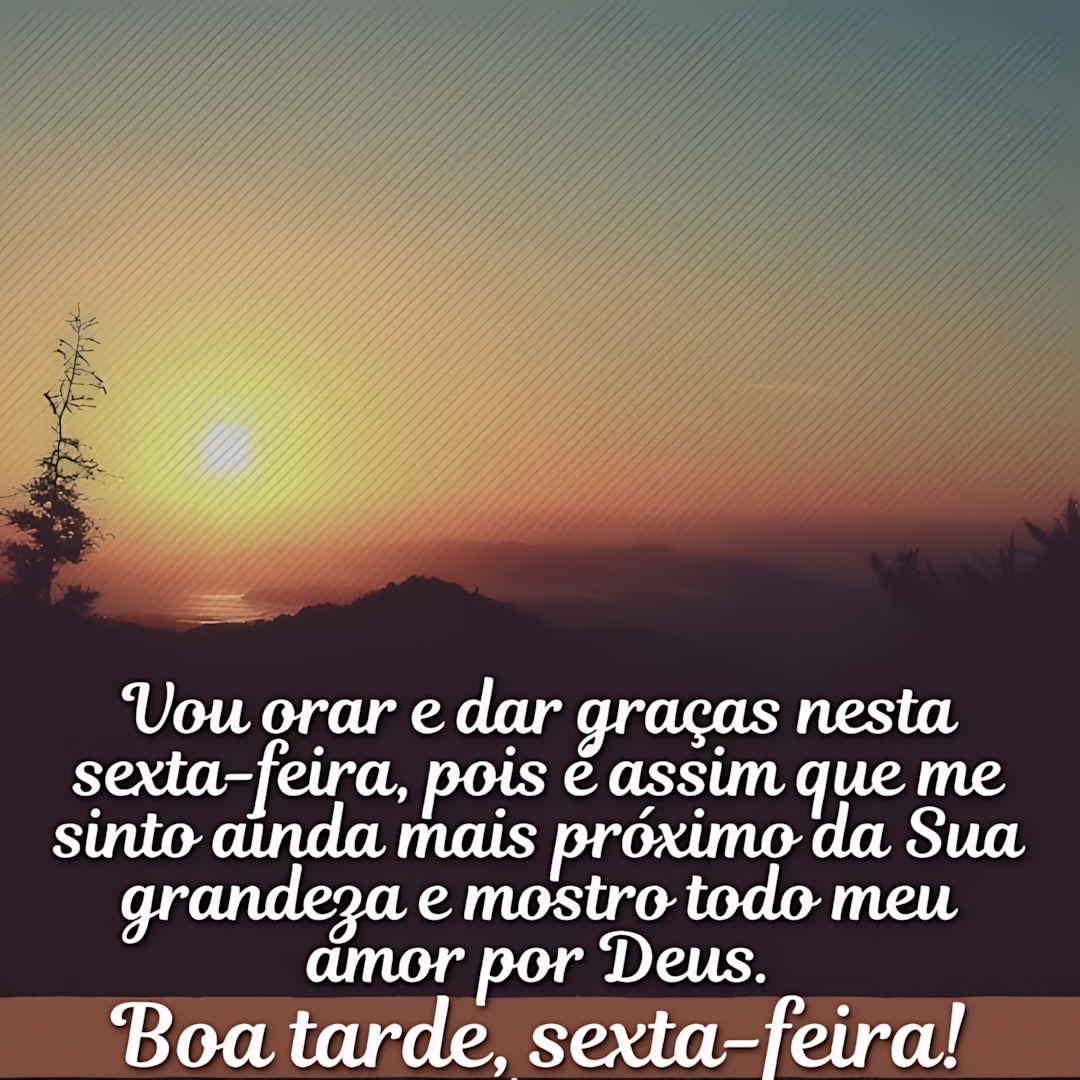 Vou orar e dar graças nesta
sexta-feira, pois é assim que me
sinto ainda mais próximo da Sua
grandeza e mostro todo meu
amor por Deus.
Boa tarde, sexta-feira!